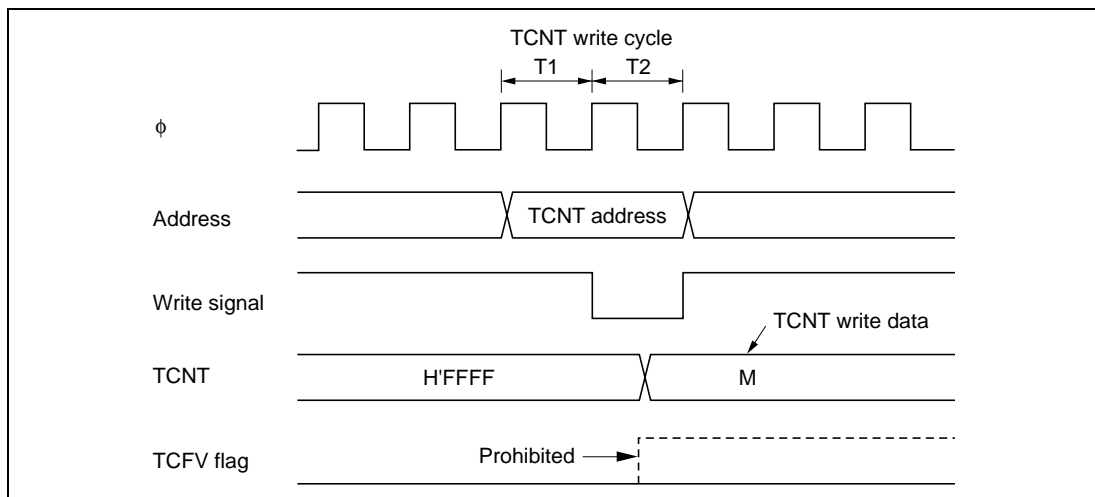 TCNT write cycle
T1 T2
ϕ
Address TCNT address
Write signal
TCNT write data
TCNT H'FFFF M
TCFV flag Prohibited